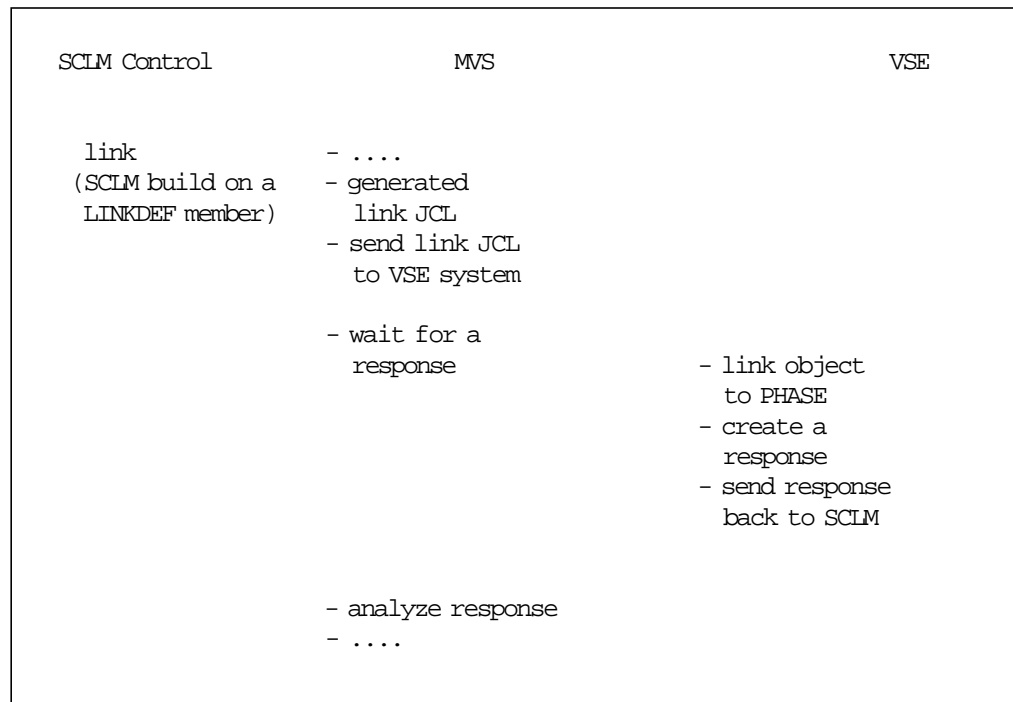 SCLM Control MVS VSE
link - ....
(SCLM build on a - generated
LINKDEF member) link JCL
- send link JCL
to VSE system
- wait for a
response - link object
to PHASE
- create a
response
- send response
back to SCLM
- analyze response
- ....